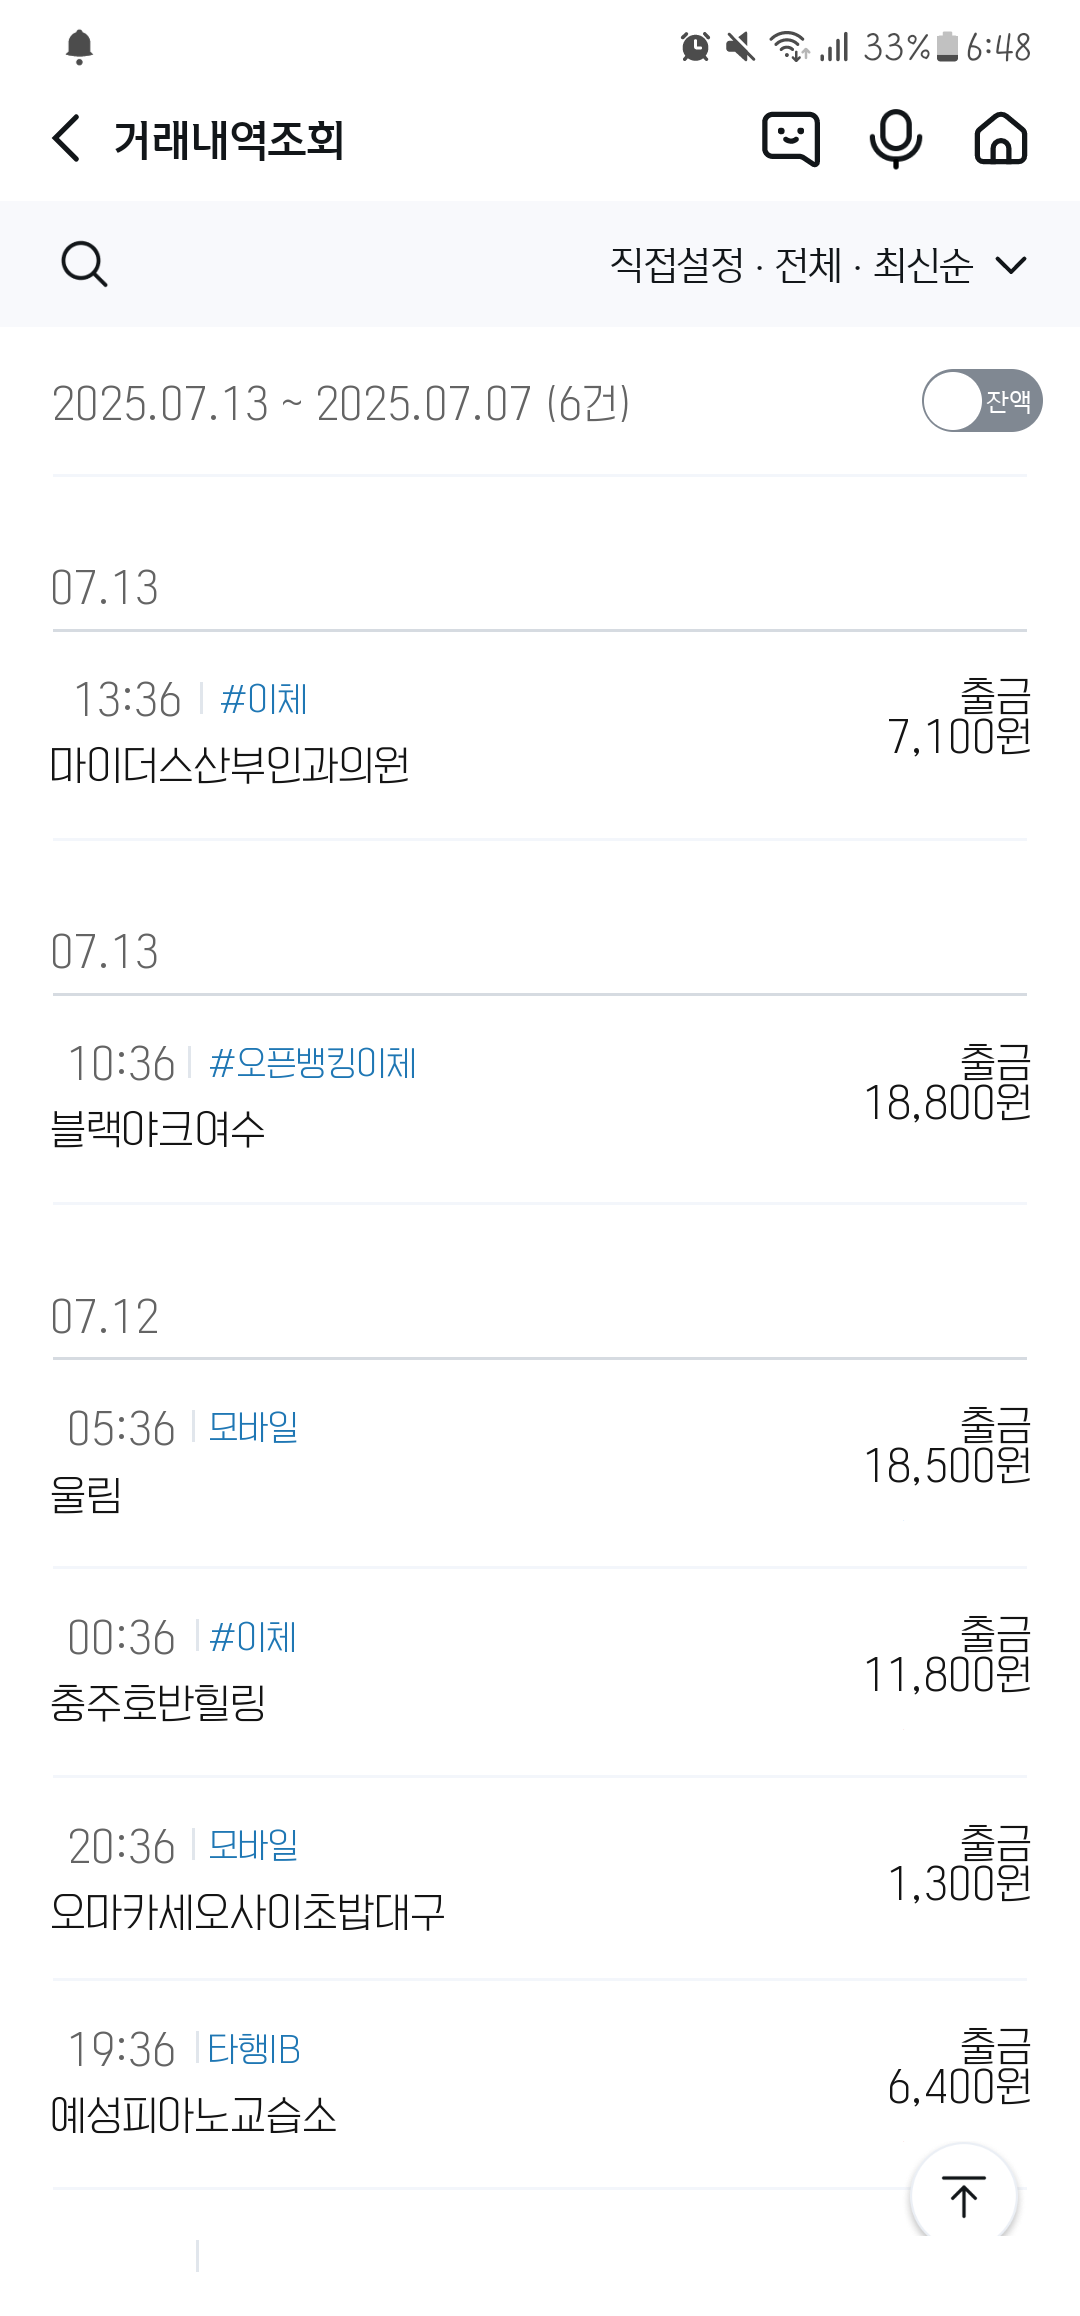 33% 6:48
거래내역조회
직접설정 · 전체 · 최신순
2025.07.13 ~ 2025.07.07 (6건)
잔액
07.13
13:36 #이체
출금
7,100원
마이더스산부인과의원
07.13
10:36 #오픈뱅킹이체
출금
18,800원
블랙야크여수
07.12
05:36 모바일
출금
18,500원
울림
00:36 #이체
출금
11,800원
충주호반힐링
20:36 모바일
출금
1,300원
오마카세오사이초밥대구
19:36 타행IB
출금
6,400원
예성피아노교습소